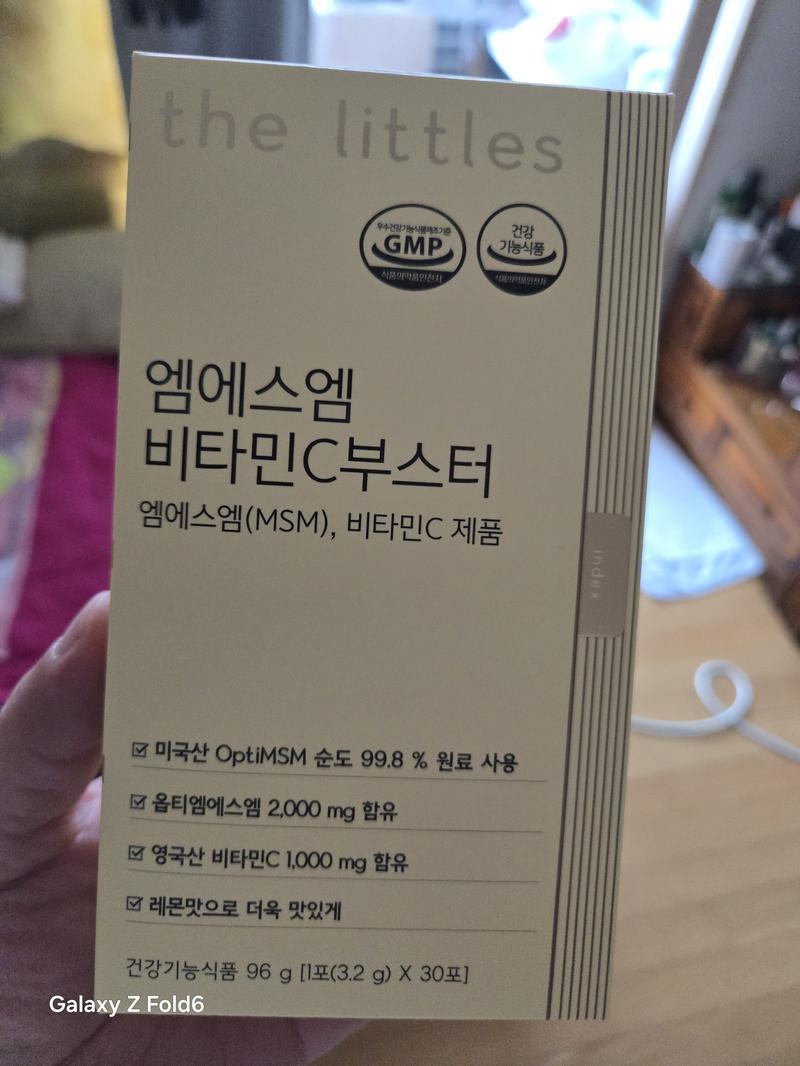 the littles
우수건강기능식품제조기준
GMP
식품의약품안전처
건강
기능식품
식품의약품안전처
엠에스엠
비타민C부스터
엠에스엠(MSM), 비타민C 제품
index
☑ 미국산 OptiMSM 순도 99.8 % 원료 사용
☑ 옵티엠에스엠 2,000 mg 함유
☑ 영국산 비타민C 1,000 mg 함유
☑ 레몬맛으로 더욱 맛있게
건강기능식품 96 g [1포(3.2 g) X 30포]
Galaxy Z Fold6